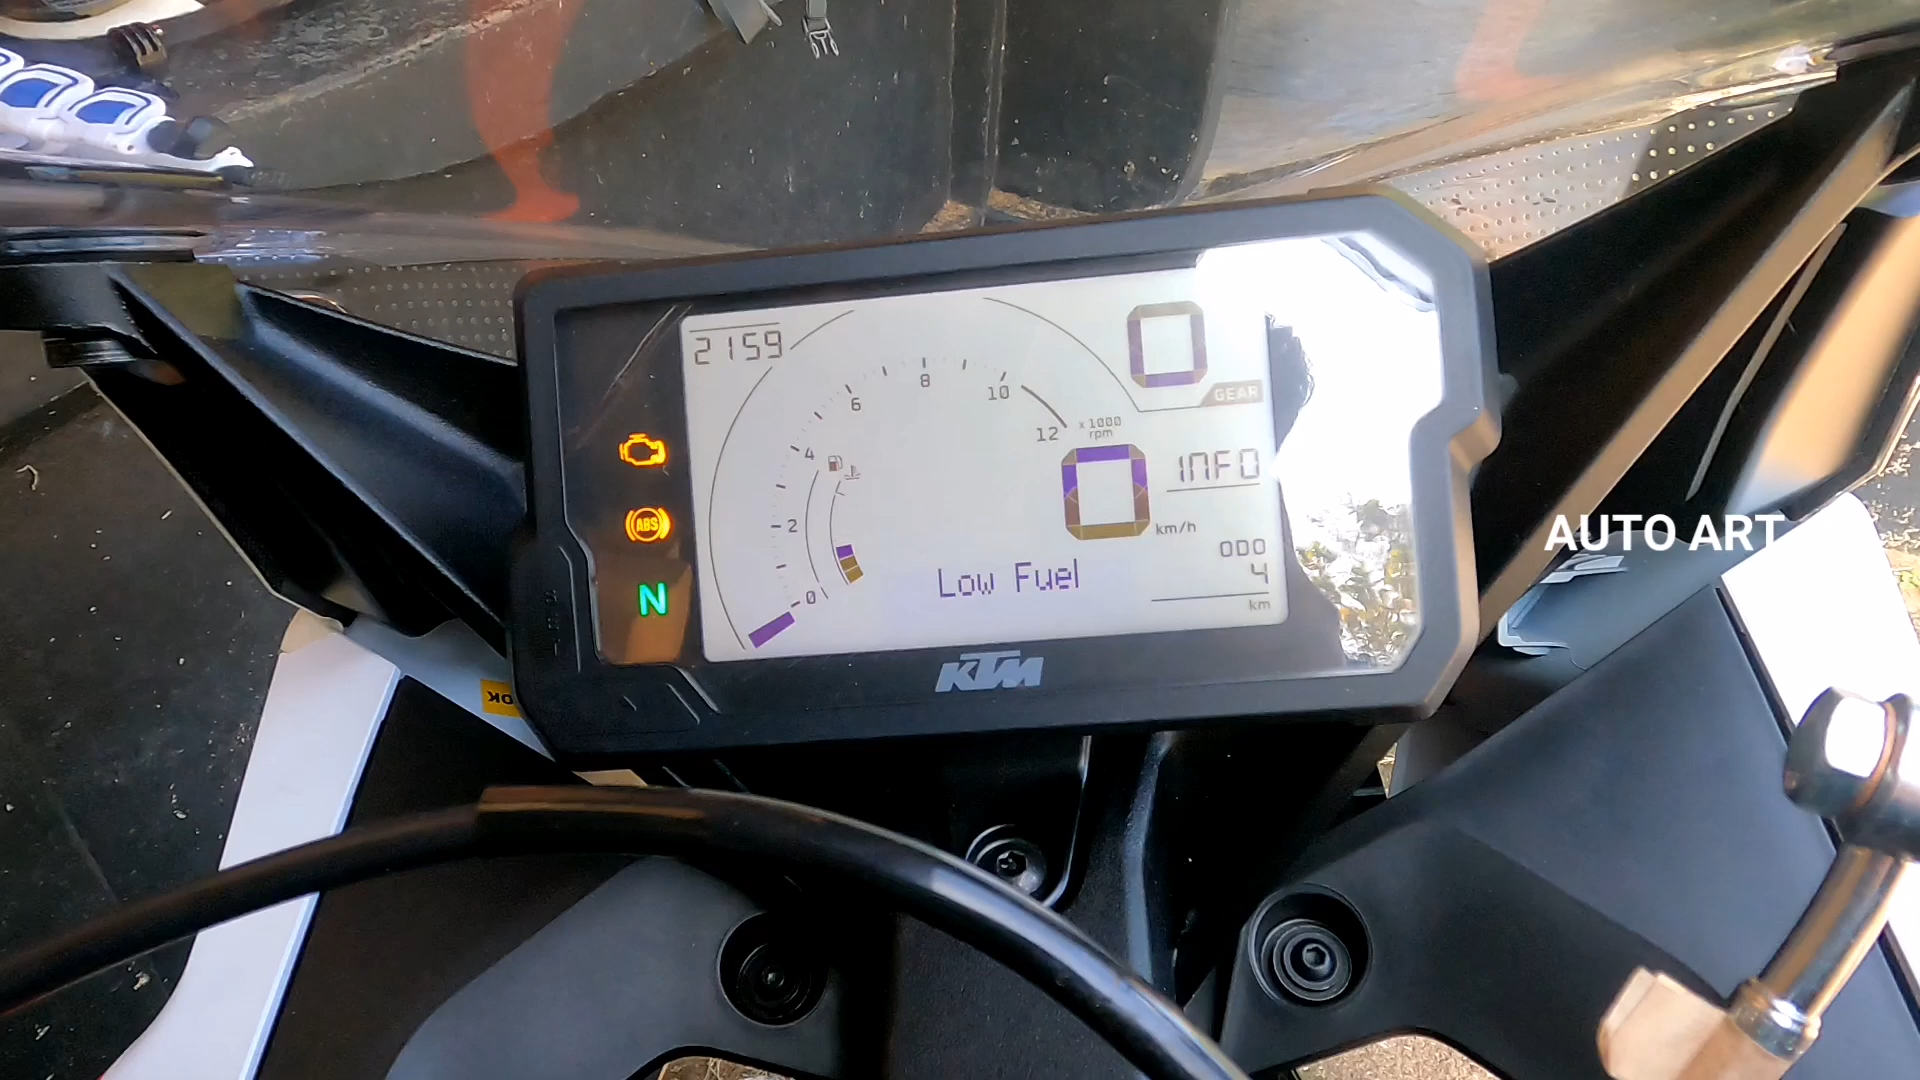 2159
0
GEAR
8
6
10
12
x 1000
rpm
4
INFO
2
0
km/h
ABS
ODO
4
Low Fuel
0
N
km
KTM
AUTO ART
OK